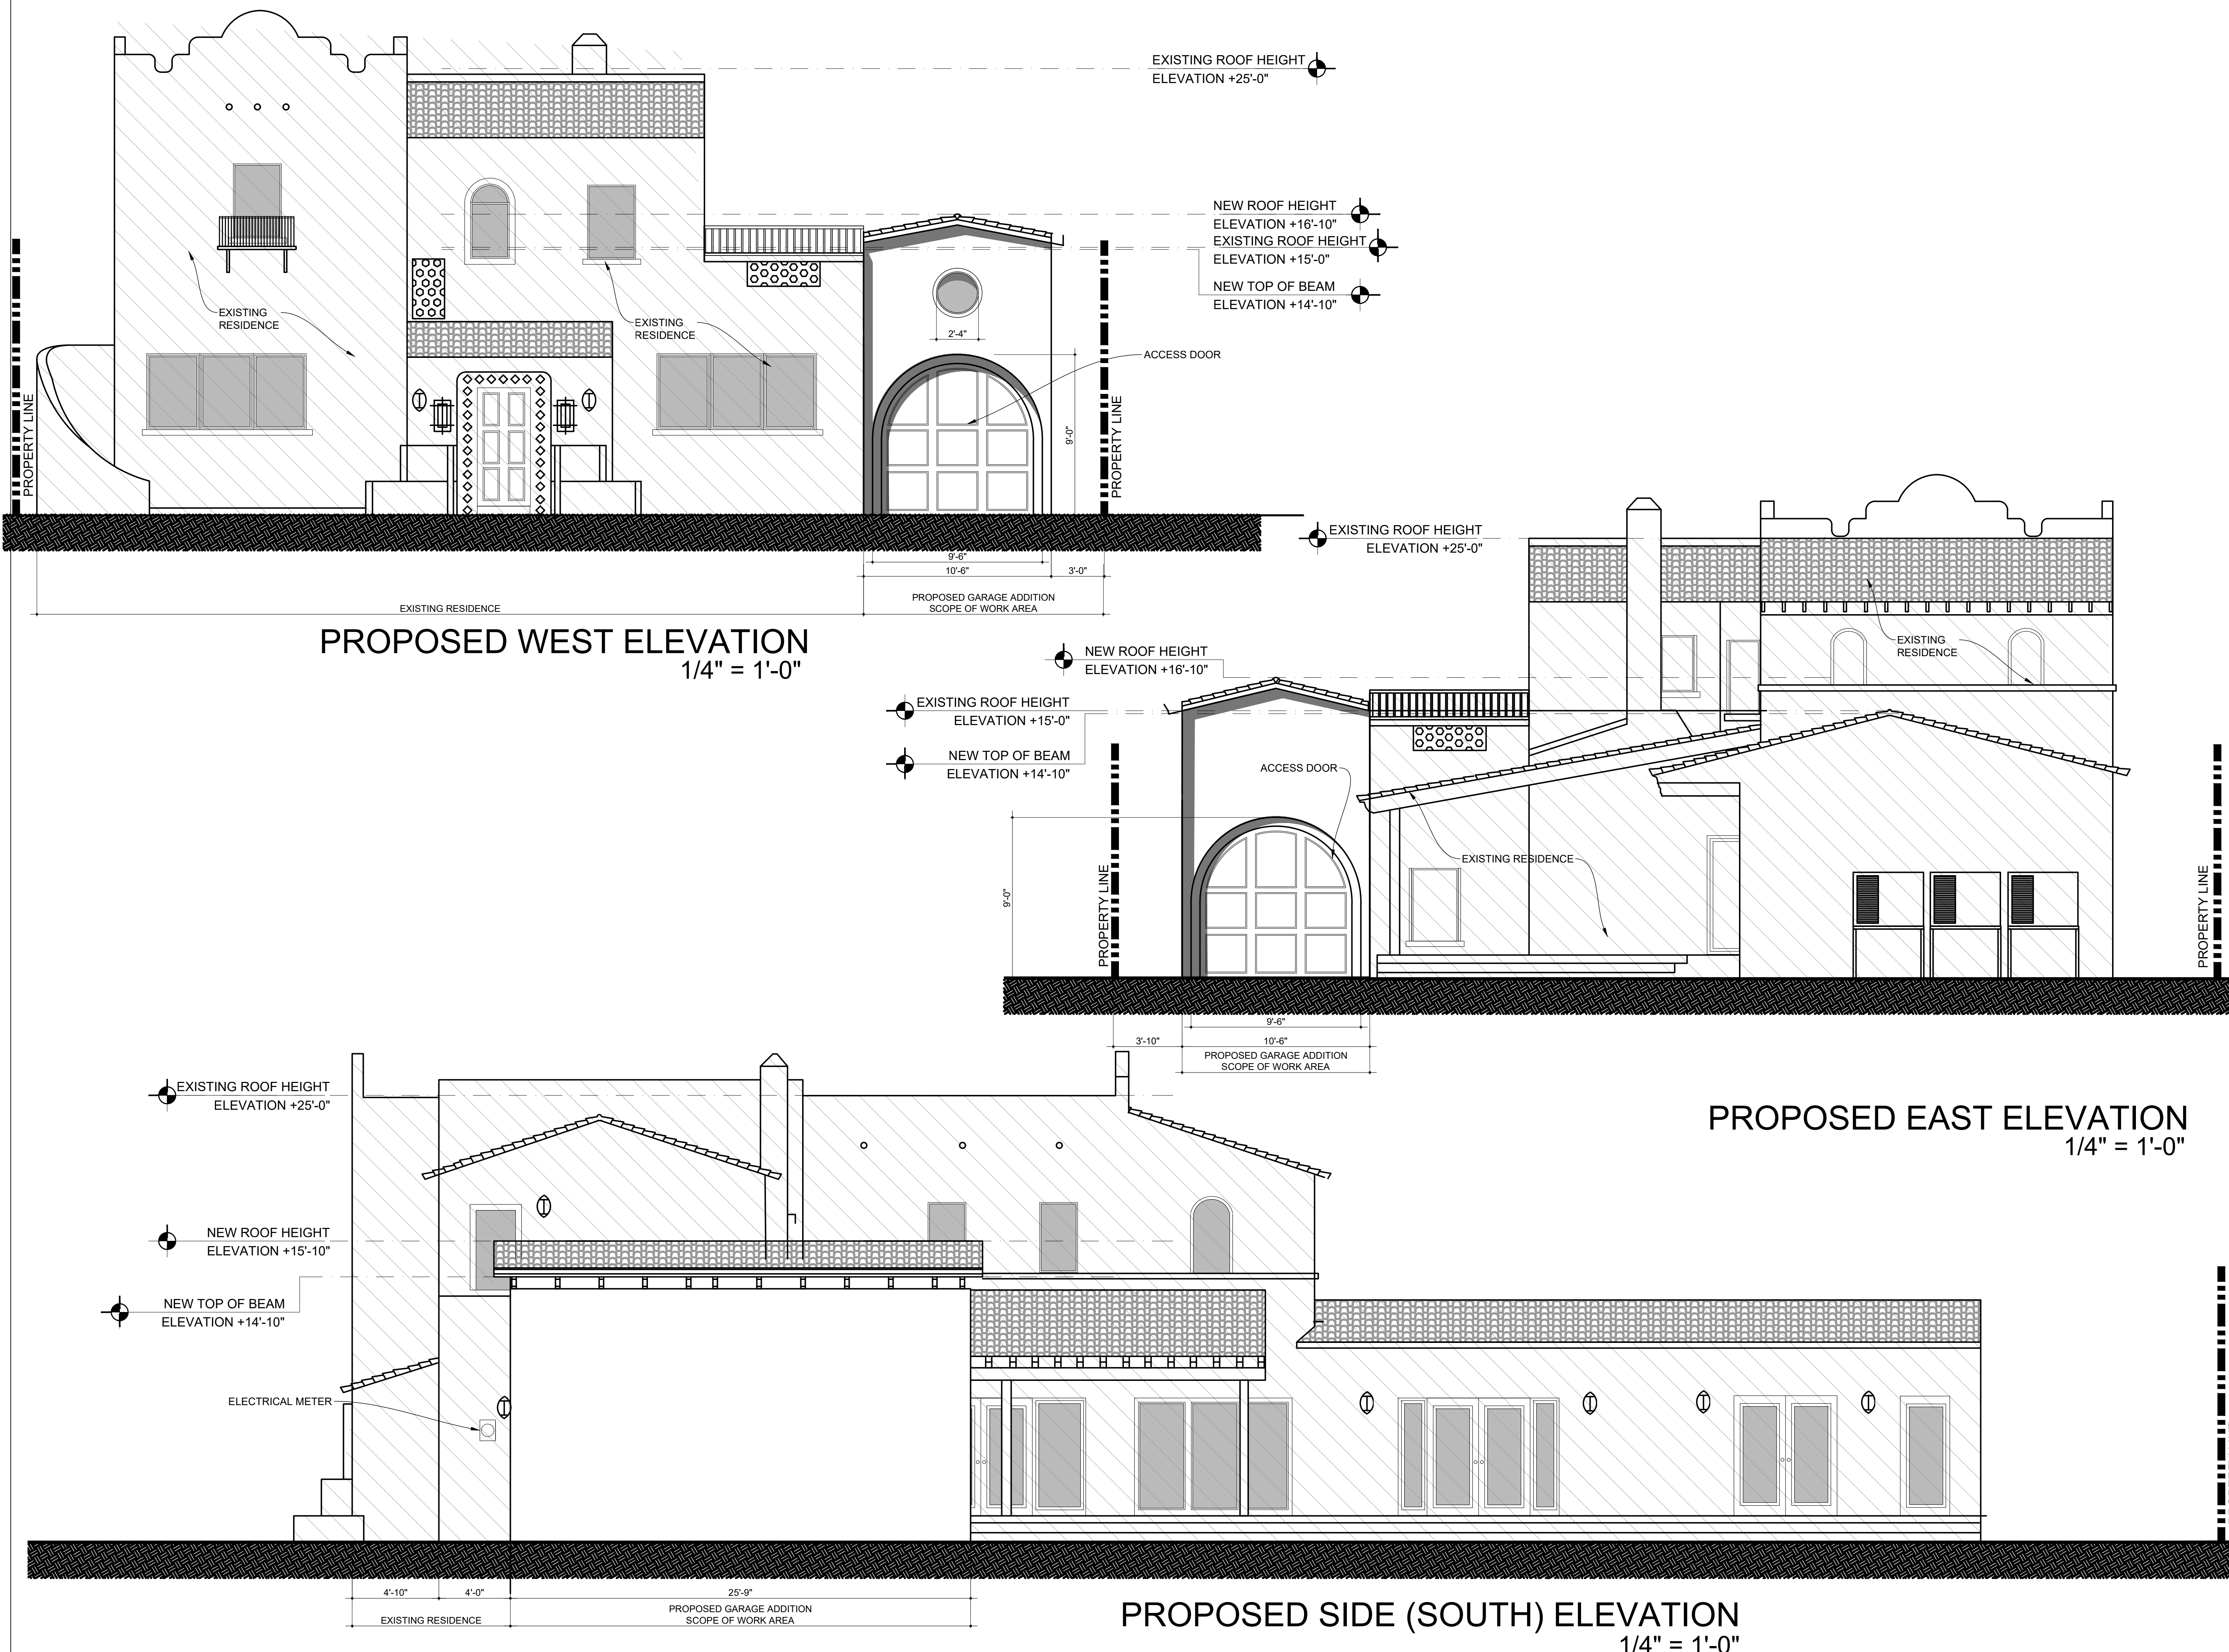 EXISTING ROOF HEIGHT
ELEVATION +25'-0"
NEW ROOF HEIGHT
ELEVATION +16'-10"
EXISTING ROOF HEIGHT
ELEVATION +15'-0"
NEW TOP OF BEAM
ELEVATION +14'-10"
EXISTING
RESIDENCE
EXISTING
RESIDENCE
2'-4"
ACCESS DOOR
9'-0"
PROPERTY LINE
PROPERTY LINE
9'-6"
10'-6"
3'-0"
EXISTING RESIDENCE
PROPOSED GARAGE ADDITION
SCOPE OF WORK AREA
PROPOSED WEST ELEVATION
1/4" = 1'-0"
EXISTING ROOF HEIGHT
ELEVATION +25'-0"
NEW ROOF HEIGHT
ELEVATION +16'-10"
EXISTING ROOF HEIGHT
ELEVATION +15'-0"
NEW TOP OF BEAM
ELEVATION +14'-10"
EXISTING
RESIDENCE
ACCESS DOOR
EXISTING RESIDENCE
9'-0"
PROPERTY LINE
PROPERTY LINE
9'-6"
3'-10"
10'-6"
PROPOSED GARAGE ADDITION
SCOPE OF WORK AREA
PROPOSED EAST ELEVATION
1/4" = 1'-0"
EXISTING ROOF HEIGHT
ELEVATION +25'-0"
NEW ROOF HEIGHT
ELEVATION +15'-10"
NEW TOP OF BEAM
ELEVATION +14'-10"
ELECTRICAL METER
4'-10"
4'-0"
25'-9"
EXISTING RESIDENCE
PROPOSED GARAGE ADDITION
SCOPE OF WORK AREA
PROPOSED SIDE (SOUTH) ELEVATION
1/4" = 1'-0"